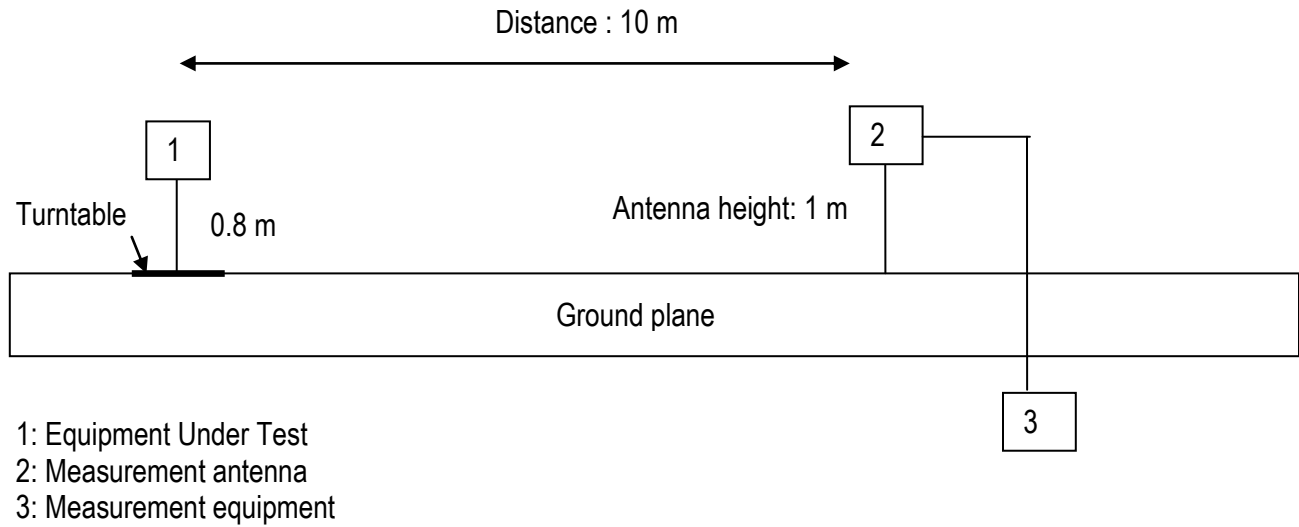 Distance : 10 m
1
2
Turntable
0.8 m
Antenna height: 1 m
Ground plane
3
1: Equipment Under Test
2: Measurement antenna
3: Measurement equipment